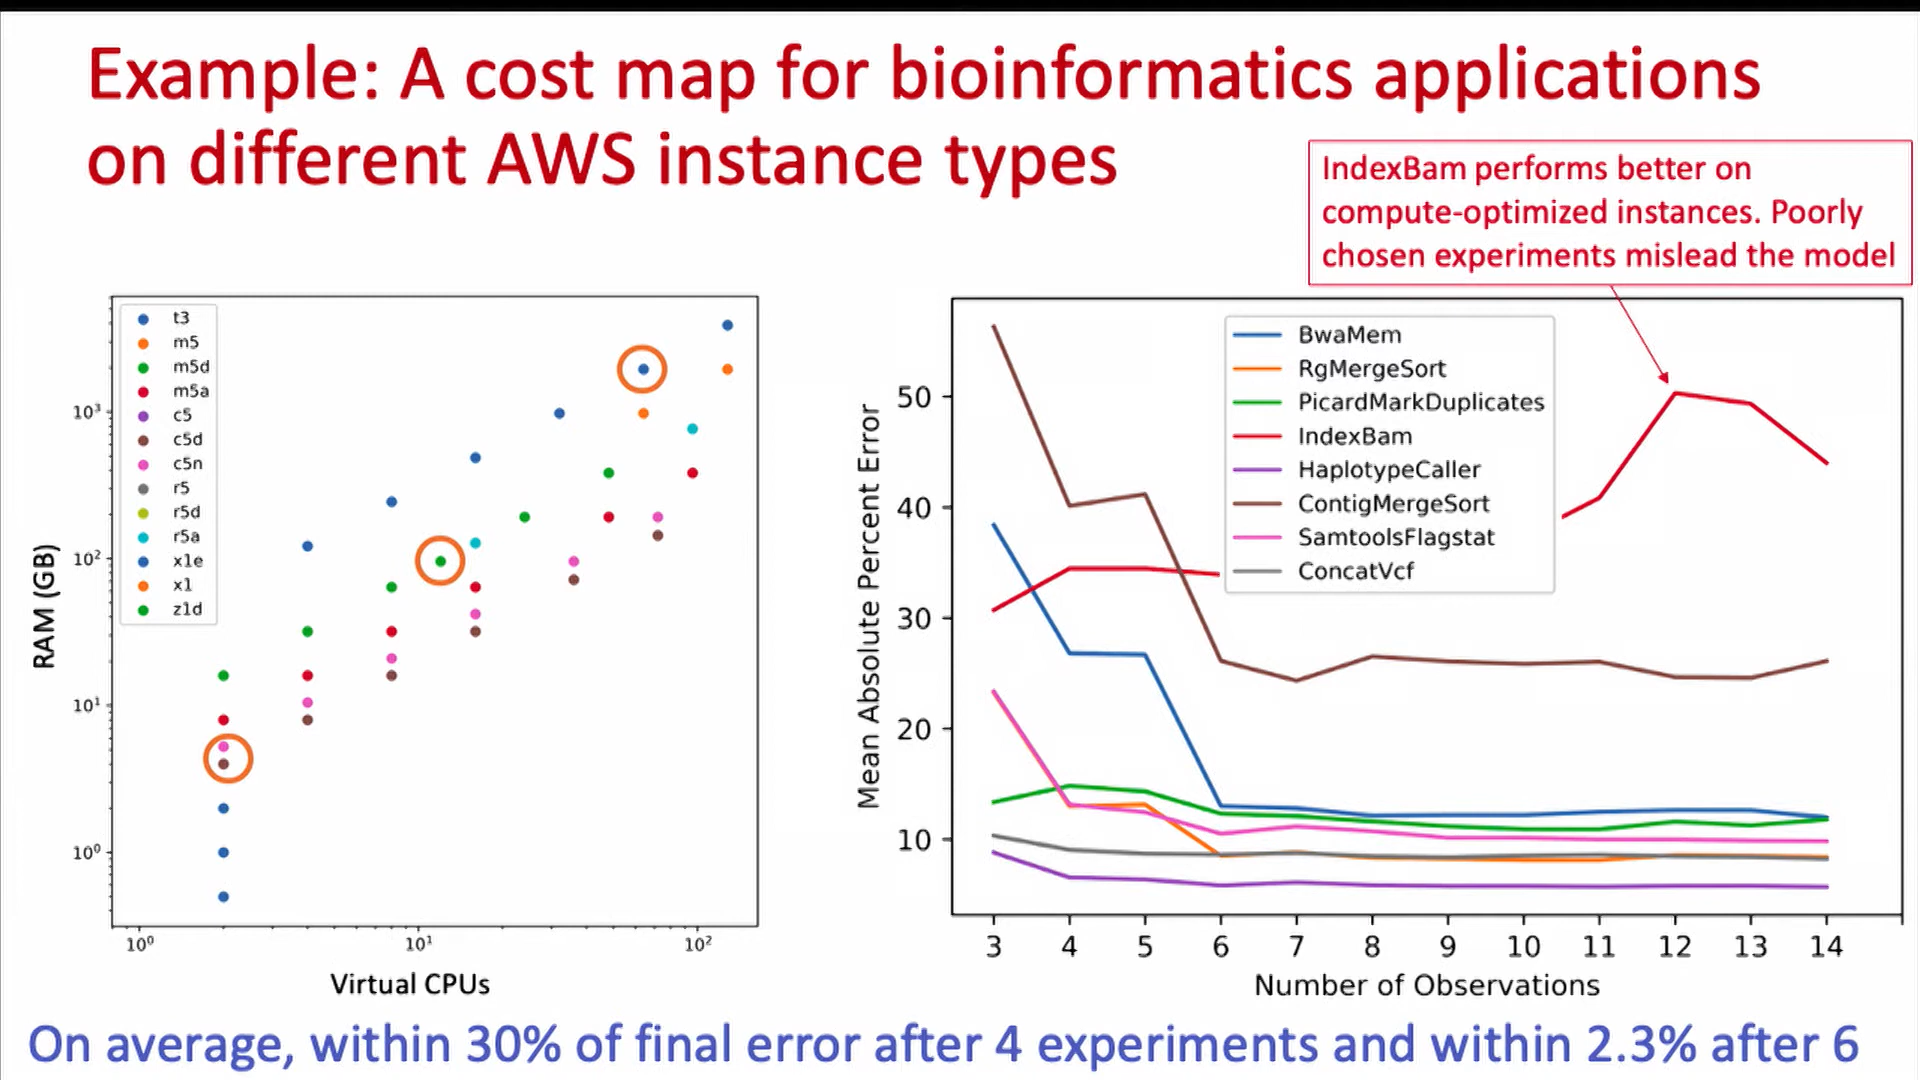 Example: A cost map for bioinformatics applications
on different AWS instance types
IndexBam performs better on
compute-optimized instances. Poorly
chosen experiments mislead the model
t3
m5
m5d
m5a
c5
c5d
c5n
r5
r5d
r5a
x1e
x1
z1d
RAM (GB)
10³
10²
10¹
10⁰
10⁰ 10¹ 10²
Virtual CPUs
BwaMem
RgMergeSort
PicardMarkDuplicates
IndexBam
HaplotypeCaller
ContigMergeSort
SamtoolsFlagstat
ConcatVcf
Mean Absolute Percent Error
50
40
30
20
10
3 4 5 6 7 8 9 10 11 12 13 14
Number of Observations
On average, within 30% of final error after 4 experiments and within 2.3% after 6